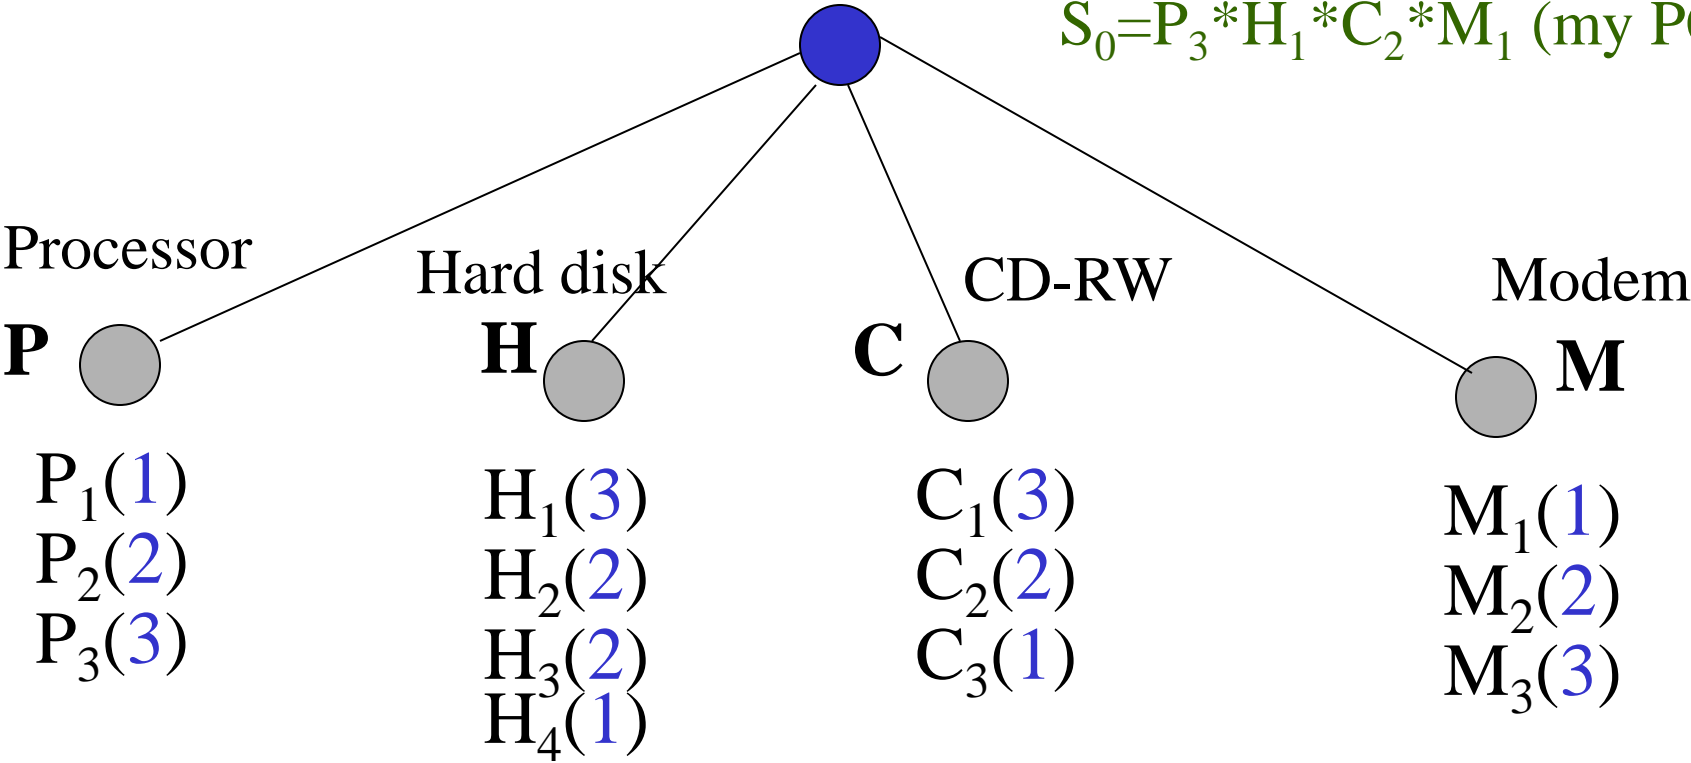 S₀=P₃*H₁*C₂*M₁ (my
Processor
Hard disk
CD-RW
Modem
P
H
C
M
P₁(1)
P₂(2)
P₃(3)
H₁(3)
H₂(2)
H₃(2)
H₄(1)
C₁(3)
C₂(2)
C₃(1)
M₁(1)
M₂(2)
M₃(3)